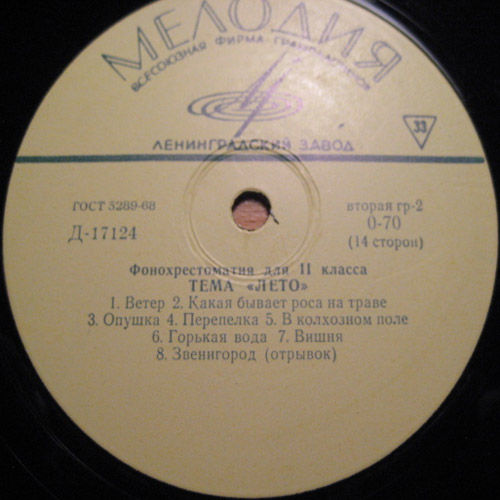 МЕЛОДИЯ
ВСЕСОЮЗНАЯ ФИРМА ГРАМПЛАСТИНОК
ЛЕНИНГРАДСКИЙ ЗАВОД
33
ГОСТ 5289-68
Д-17124
вторая гр-2
0-70
(14 сторон)
Фонохрестоматия для II класса
ТЕМА «ЛЕТО»
1. Ветер 2. Какая бывает роса на траве
3. Опушка 4. Перепелка 5. В колхозном поле
6. Горькая вода 7. Вишня
8. Звенигород (отрывок)